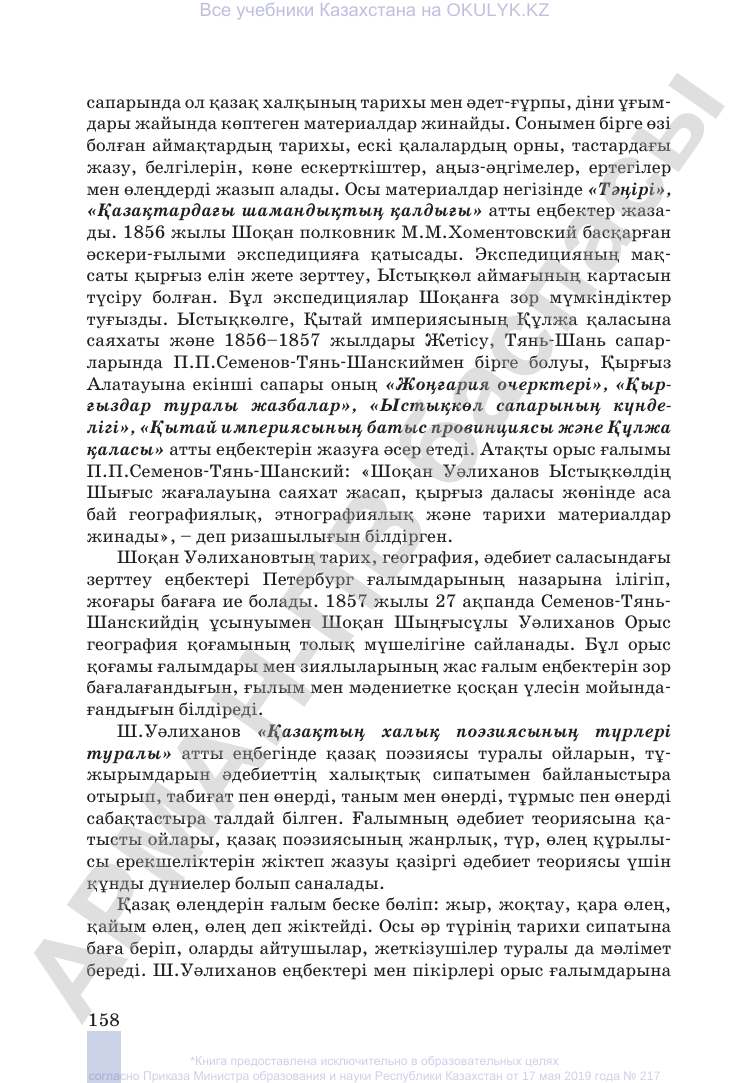 Все учебники Казахстана на OKULYK.KZ
сапарында ол қазақ халқының тарихы мен әдет-ғұрпы, діни ұғым-
дары жайында көптеген материалдар жинайды. Сонымен бірге өзі
болған аймақтардың тарихы, ескі қалалардың орны, тастардағы
жазу, белгілерін, көне ескерткіштер, аңыз-әңгімелер, ертегілер
мен өлеңдерді жазып алады. Осы материалдар негізінде «Тәңірі»,
«Қазақтардағы шамандықтың қалдығы» атты еңбектер жаза-
ды. 1856 жылы Шоқан полковник М.М.Хоментовский басқарған
әскери-ғылыми экспедицияға қатысады. Экспедицияның мақ-
саты қырғыз елін жете зерттеу, Ыстықкөл аймағының картасын
түсіру болған. Бұл экспедициялар Шоқанға зор мүмкіндіктер
туғызды. Ыстықкөлге, Қытай империясының Құлжа қаласына
саяхаты және 1856–1857 жылдары Жетісу, Тянь-Шань сапар-
ларында П.П.Семенов-Тянь-Шанскиймен бірге болуы, Қырғыз
Алатауына екінші сапары оның «Жоңғария очерктері», «Қыр-
ғыздар туралы жазбалар», «Ыстықкөл сапарының күнде-
лігі», «Қытай империясының батыс провинциясы және Құлжа
қаласы» атты еңбектерін жазуға әсер етеді. Атақты орыс ғалымы
П.П.Семенов-Тянь-Шанский: «Шоқан Уәлиханов Ыстықкөлдің
Шығыс жағалауына саяхат жасап, қырғыз даласы жөнінде аса
бай географиялық, этнографиялық және тарихи материалдар
жинады», – деп ризашылығын білдірген.
Шоқан Уәлихановтың тарих, география, әдебиет саласындағы
зерттеу еңбектері Петербург ғалымдарының назарына ілігіп,
жоғары бағаға ие болады. 1857 жылы 27 ақпанда Семенов-Тянь-
Шанскийдің ұсынуымен Шоқан Шыңғысұлы Уәлиханов Орыс
география қоғамының толық мүшелігіне сайланады. Бұл орыс
қоғамы ғалымдары мен зиялыларының жас ғалым еңбектерін зор
бағалағандығын, ғылым мен мәдениетке қосқан үлесін мойында-
ғандығын білдіреді.
Ш.Уәлиханов «Қазақтың халық поэзиясының түрлері
туралы» атты еңбегінде қазақ поэзиясы туралы ойларын, тұ-
жырымдарын әдебиеттің халықтық сипатымен байланыстыра
отырып, табиғат пен өнерді, таным мен өнерді, тұрмыс пен өнерді
сабақтастыра талдай білген. Ғалымның әдебиет теориясына қа-
тысты ойлары, қазақ поэзиясының жанрлық, түр, өлең құрылы-
сы ерекшеліктерін жіктеп жазуы қазіргі әдебиет теориясы үшін
құнды дүниелер болып саналады.
Қазақ өлеңдерін ғалым беске бөліп: жыр, жоқтау, қара өлең,
қайым өлең, өлең деп жіктейді. Осы әр түрінің тарихи сипатына
баға беріп, оларды айтушылар, жеткізушілер туралы да мәлімет
береді. Ш.Уәлиханов еңбектері мен пікірлері орыс ғалымдарына
АРМАН-ПВ баспасы
158
*Книга предоставлена исключительно в образовательных целях
согласно Приказа Министра образования и науки Республики Казахстан от 17 мая 2019 года № 217